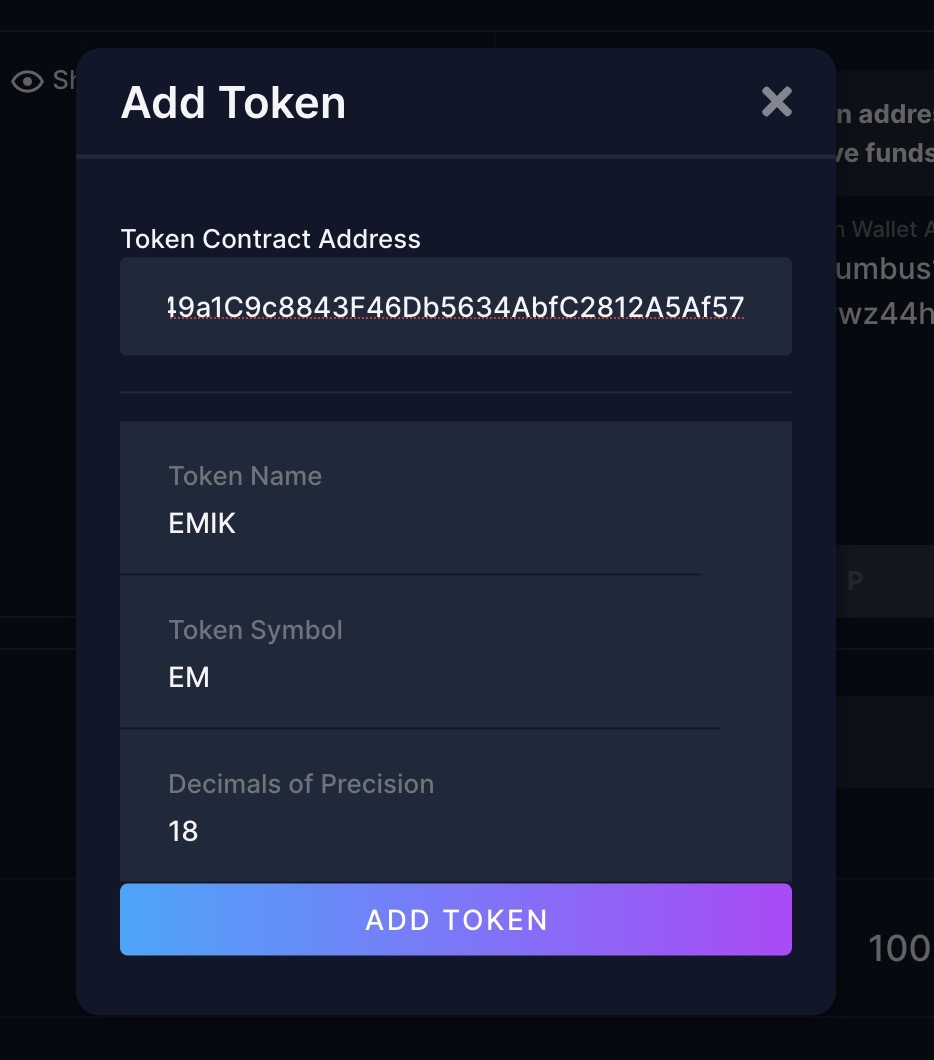 Add Token
Token Contract Address
49a1C9c8843F46Db5634AbfC2812A5Af57
Token Name
EMIK
Token Symbol
EM
Decimals of Precision
18
ADD TOKEN
Sh
n addre
ve funds
n Wallet A
umbus'
wz44h
P
100